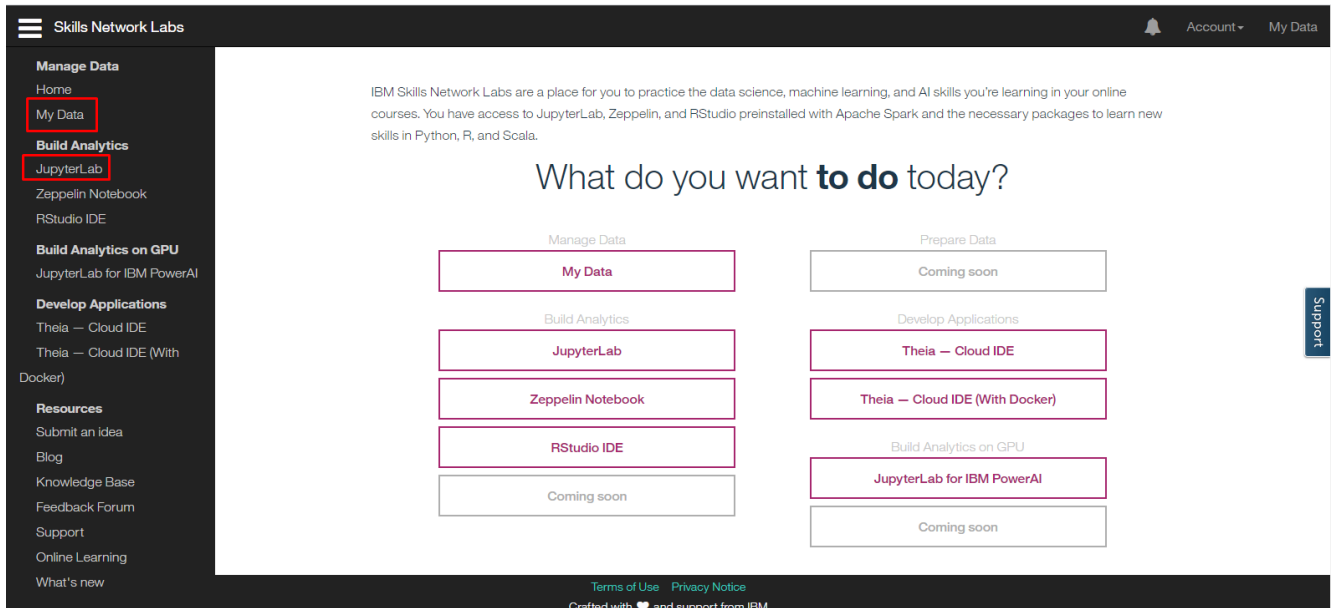 Skills Network Labs
Account
My Data
Manage Data
Home
My Data
Build Analytics
JupyterLab
Zeppelin Notebook
RStudio IDE
Build Analytics on GPU
JupyterLab for IBM PowerAI
Develop Applications
Theia — Cloud IDE
Theia — Cloud IDE (With
Docker)
Resources
Submit an idea
Blog
Knowledge Base
Feedback Forum
Support
Online Learning
What's new
IBM Skills Network Labs are a place for you to practice the data science, machine learning, and AI skills you're learning in your online
courses. You have access to JupyterLab, Zeppelin, and RStudio preinstalled with Apache Spark and the necessary packages to learn new
skills in Python, R, and Scala.
What do you want to do today?
Manage Data
My Data
Build Analytics
JupyterLab
Zeppelin Notebook
RStudio IDE
Coming soon
Prepare Data
Coming soon
Develop Applications
Theia — Cloud IDE
Theia — Cloud IDE (With Docker)
Build Analytics on GPU
JupyterLab for IBM PowerAI
Coming soon
Support
Terms of Use Privacy Notice
Crafted with and support from IBM